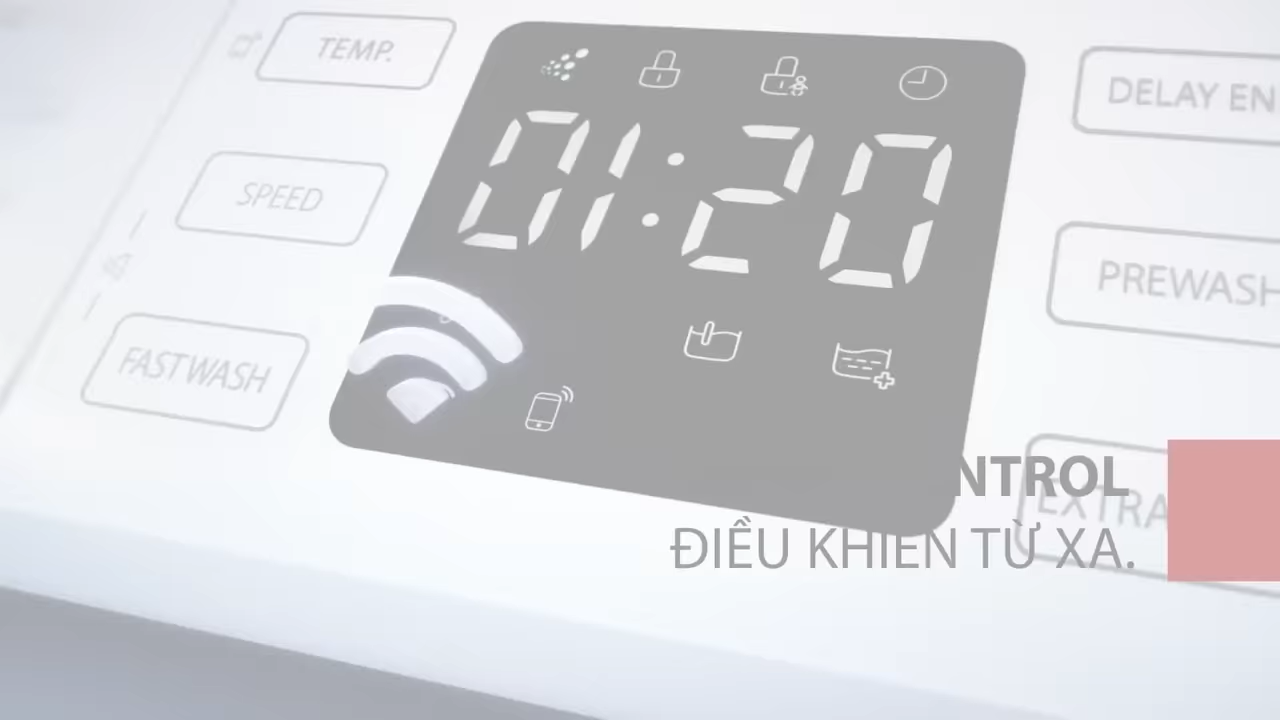 TEMP.
SPEED
FASTWASH
01:20
DELAY EN
PREWASH
EXTRA
NTROL
ĐIỀU KHIỂN TỪ XA.